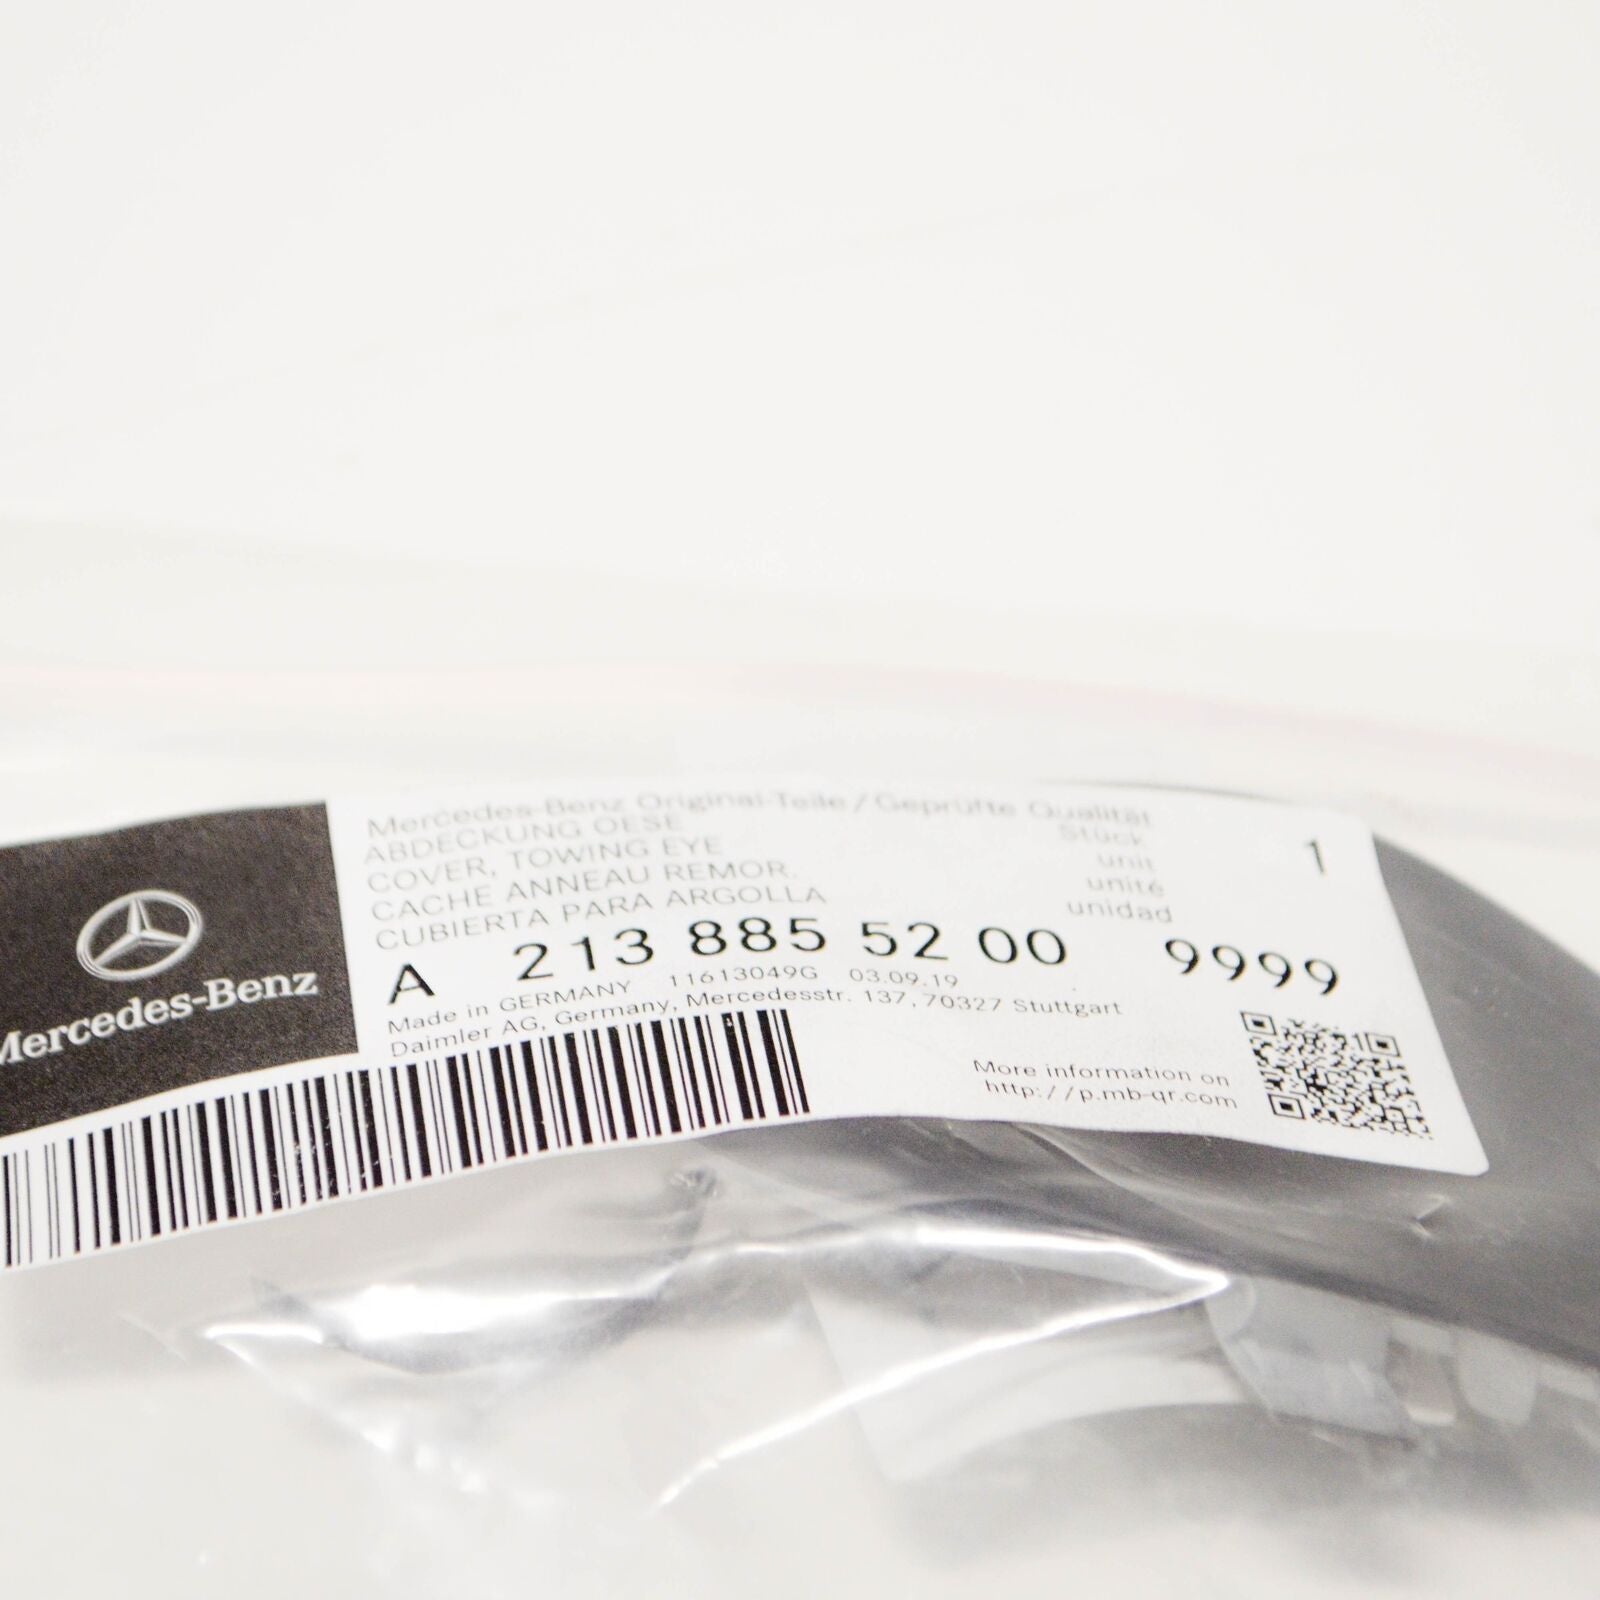 Mercedes-Benz
Mercedes-Benz Original-Teile / Geprüfte Qualität
ABDECKUNG OESE
COVER, TOWING EYE
CACHE ANNEAU REMOR.
CUBIERTA PARA ARGOLLA
Stück
unit
unité
unidad
1
A 213 885 52 00 9999
Made in GERMANY 11613049G 03.09.19
Daimler AG, Germany, Mercedesstr. 137, 70327 Stuttgart
More information on
http://p.mb-qr.com